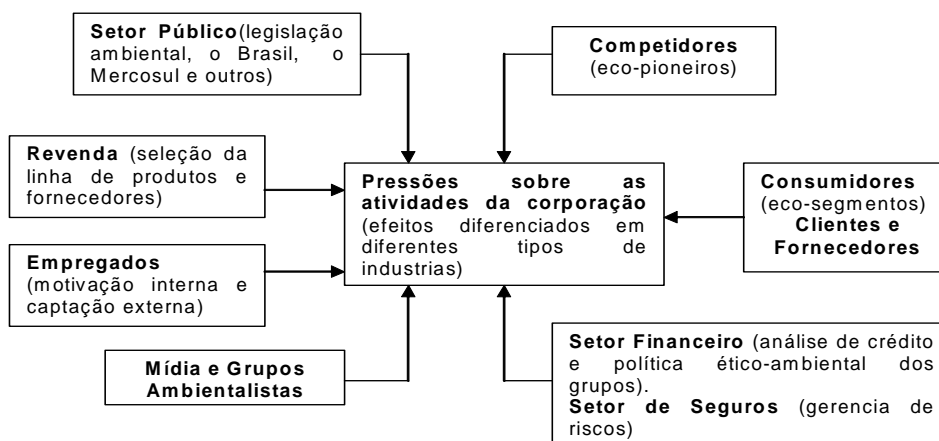 Setor Público(legislação
ambiental, o Brasil, o
Mercosul e outros)
Competidores
(eco-pioneiros)
Revenda (seleção da
linha de produtos e
fornecedores)
Pressões sobre as
atividades da corporação
(efeitos diferenciados em
diferentes tipos de
industrias)
Consumidores
(eco-segmentos)
Clientes e
Fornecedores
Empregados
(motivação interna e
captação externa)
Mídia e Grupos
Ambientalistas
Setor Financeiro (análise de crédito
e política ético-ambiental dos
grupos).
Setor de Seguros (gerencia de
riscos)